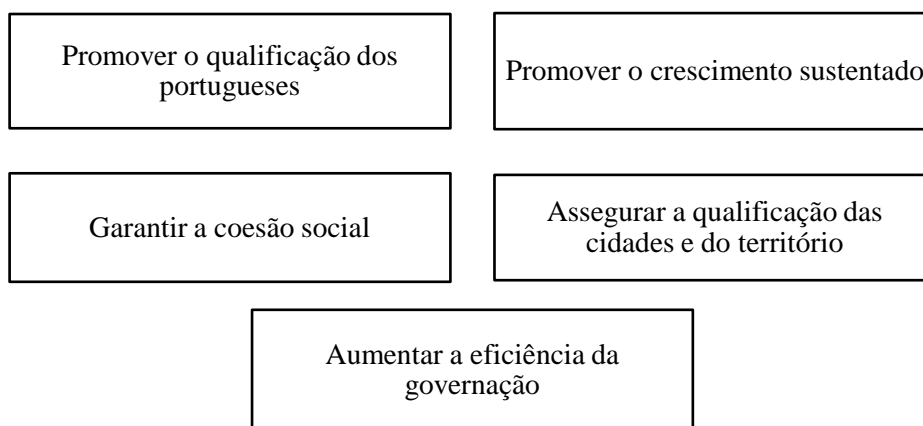 Promover o qualificação dos
portugueses
Promover o crescimento sustentado
Garantir a coesão social
Assegurar a qualificação das
cidades e do território
Aumentar a eficiência da
governação